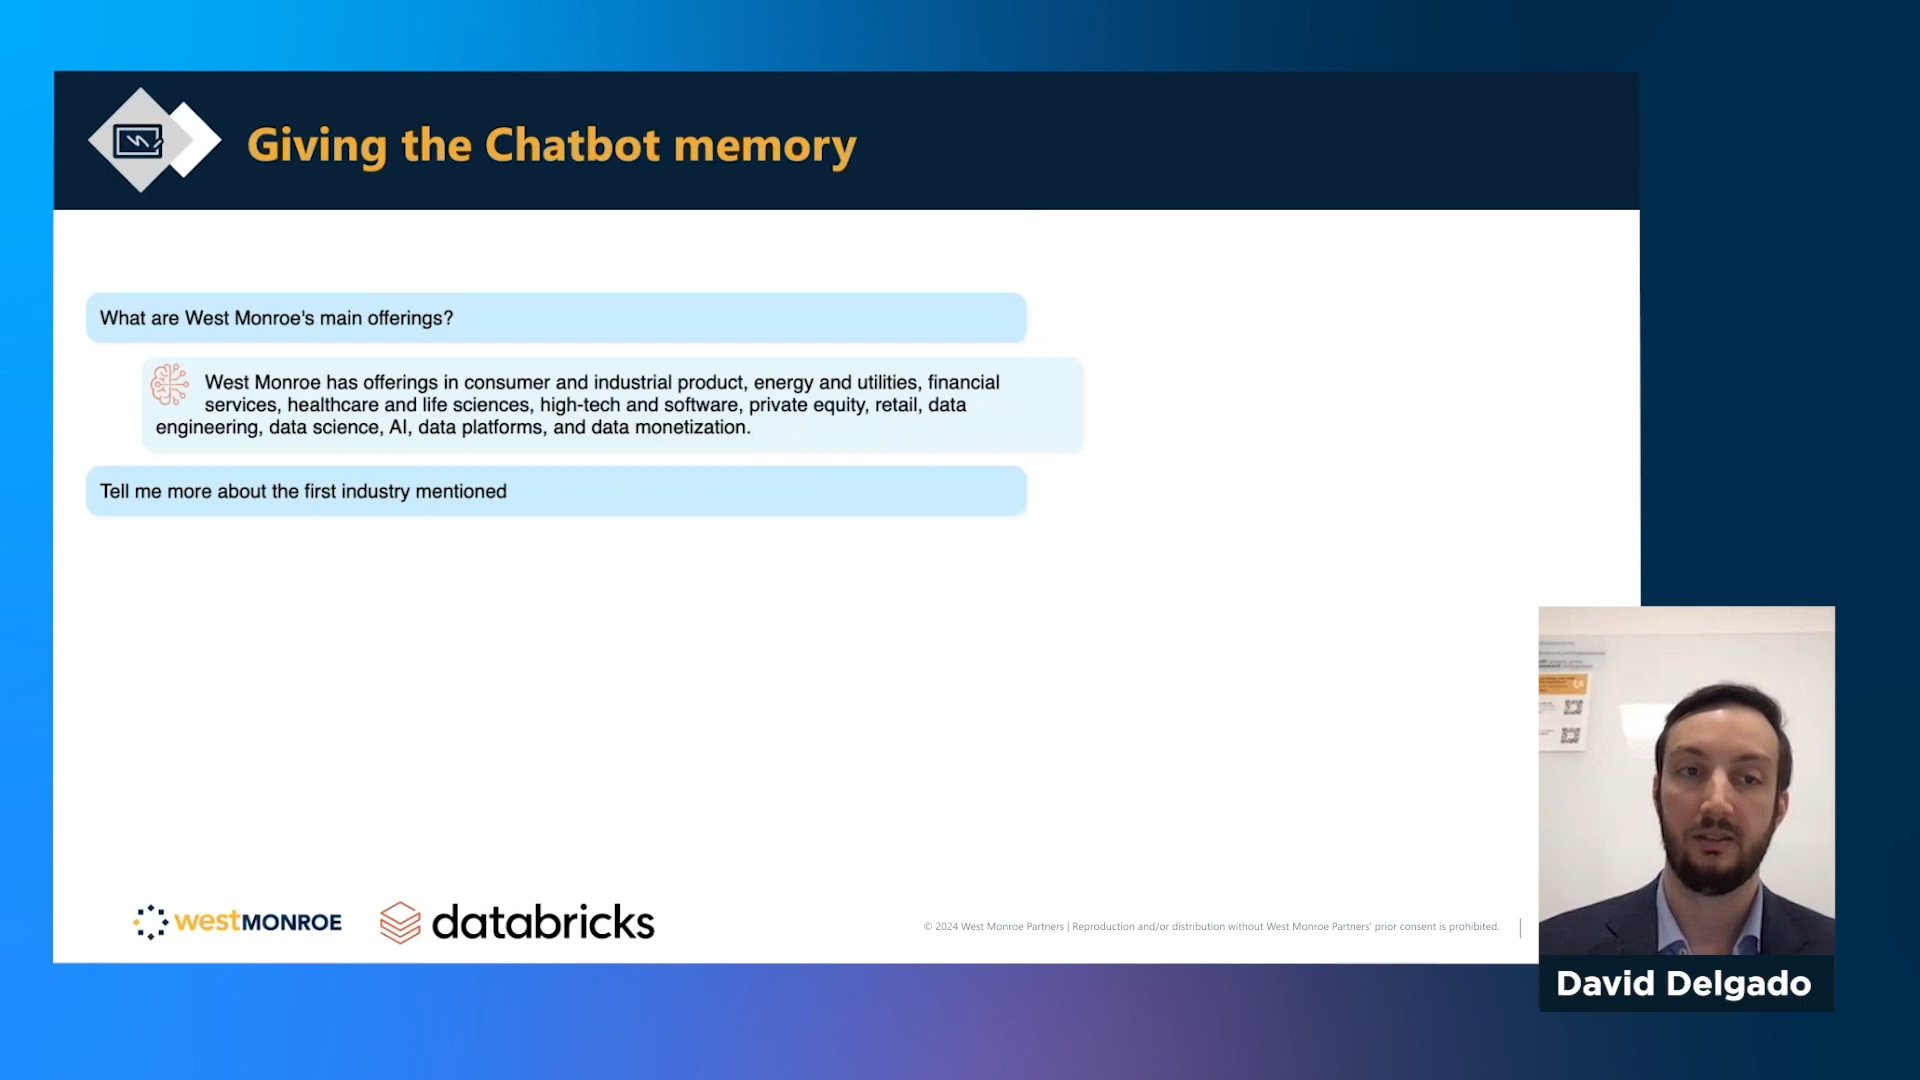 Giving the Chatbot memory
What are West Monroe's main offerings?
West Monroe has offerings in consumer and industrial product, energy and utilities, financial
services, healthcare and life sciences, high-tech and software, private equity, retail, data
engineering, data science, AI, data platforms, and data monetization.
Tell me more about the first industry mentioned
westMONROE
databricks
© 2024 West Monroe Partners | Reproduction and/or distribution without West Monroe Partners' prior consent is prohibited.
David Delgado